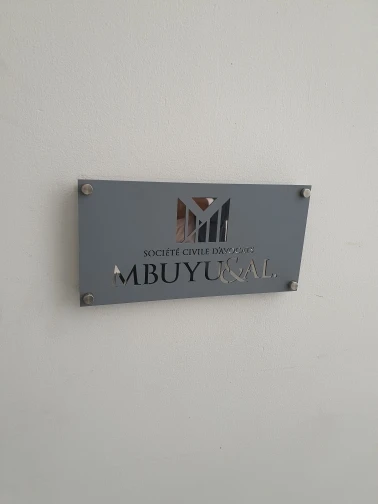 SOCIÉTÉ CIVILE D'AVOCATS
MBUYU & AL.